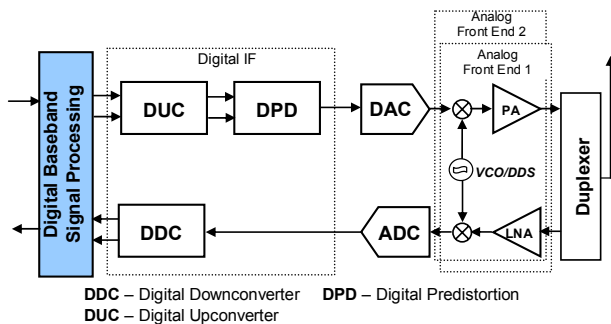 Analog
Front End 2
Digital IF
Analog
Front End 1
Digital Baseband
Signal Processing
DUC
DPD
DAC
PA
VCO/DDS
Duplexer
DDC
ADC
LNA
DDC – Digital Downconverter DPD – Digital Predistortion
DUC – Digital Upconverter